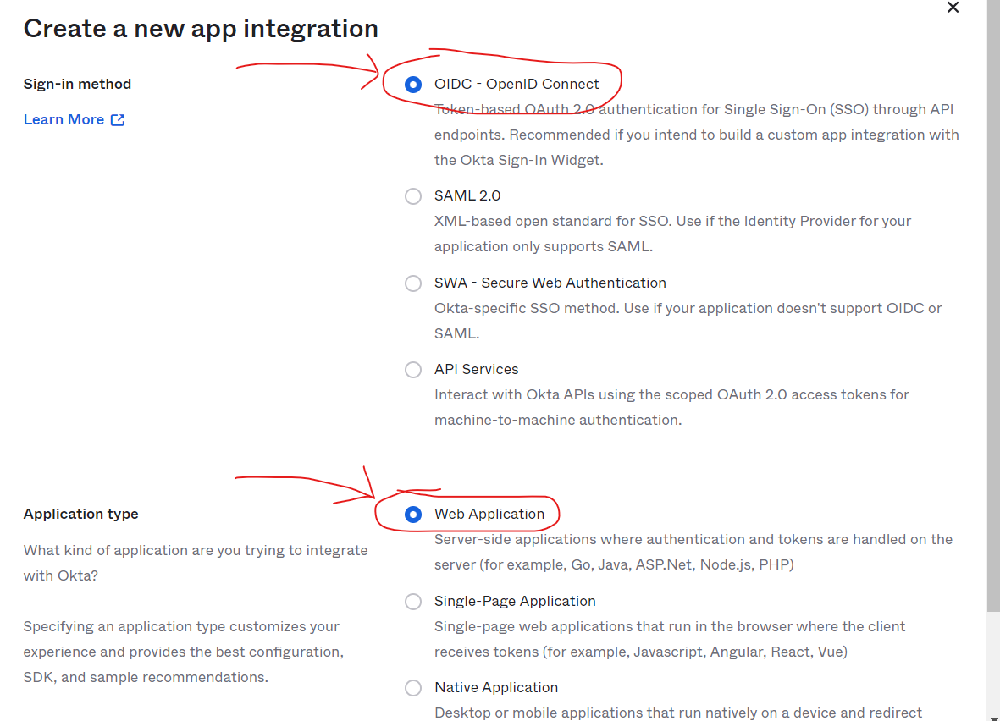 Create a new app integration
Sign-in method
Learn More
OIDC - OpenID Connect
Token-based OAuth 2.0 authentication for Single Sign-On (SSO) through API
endpoints. Recommended if you intend to build a custom app integration with
the Okta Sign-In Widget.
SAML 2.0
XML-based open standard for SSO. Use if the Identity Provider for your
application only supports SAML.
SWA - Secure Web Authentication
Okta-specific SSO method. Use if your application doesn't support OIDC or
SAML.
API Services
Interact with Okta APIs using the scoped OAuth 2.0 access tokens for
machine-to-machine authentication.
Application type
What kind of application are you trying to integrate
with Okta?
Specifying an application type customizes your
experience and provides the best configuration,
SDK, and sample recommendations.
Web Application
Server-side applications where authentication and tokens are handled on the
server (for example, Go, Java, ASP.Net, Node.js, PHP)
Single-Page Application
Single-page web applications that run in the browser where the client
receives tokens (for example, Javascript, Angular, React, Vue)
Native Application
Desktop or mobile applications that run natively on a device and redirect